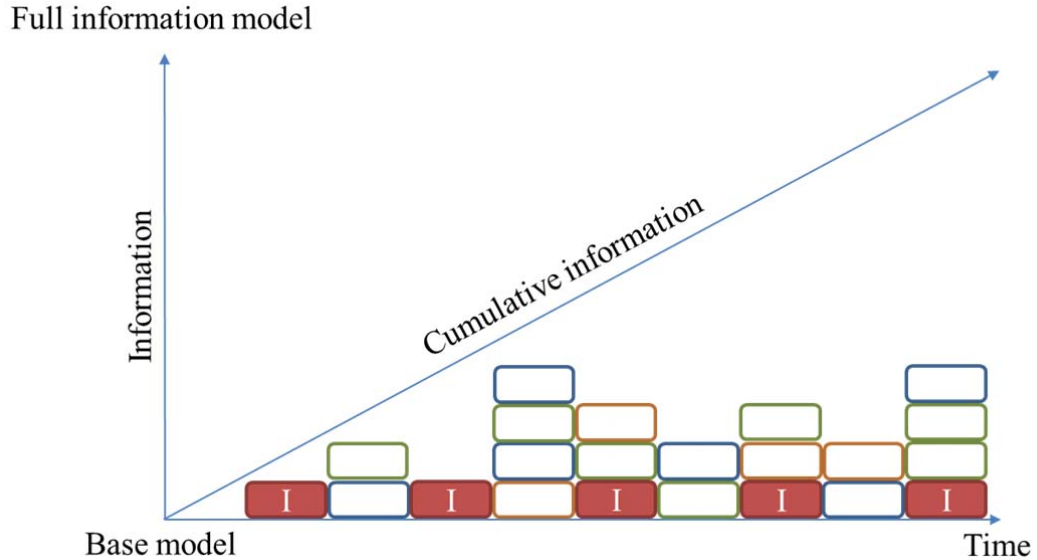 Full information model
Information
Cumulative information
I
I
I
I
I
Base model
Time